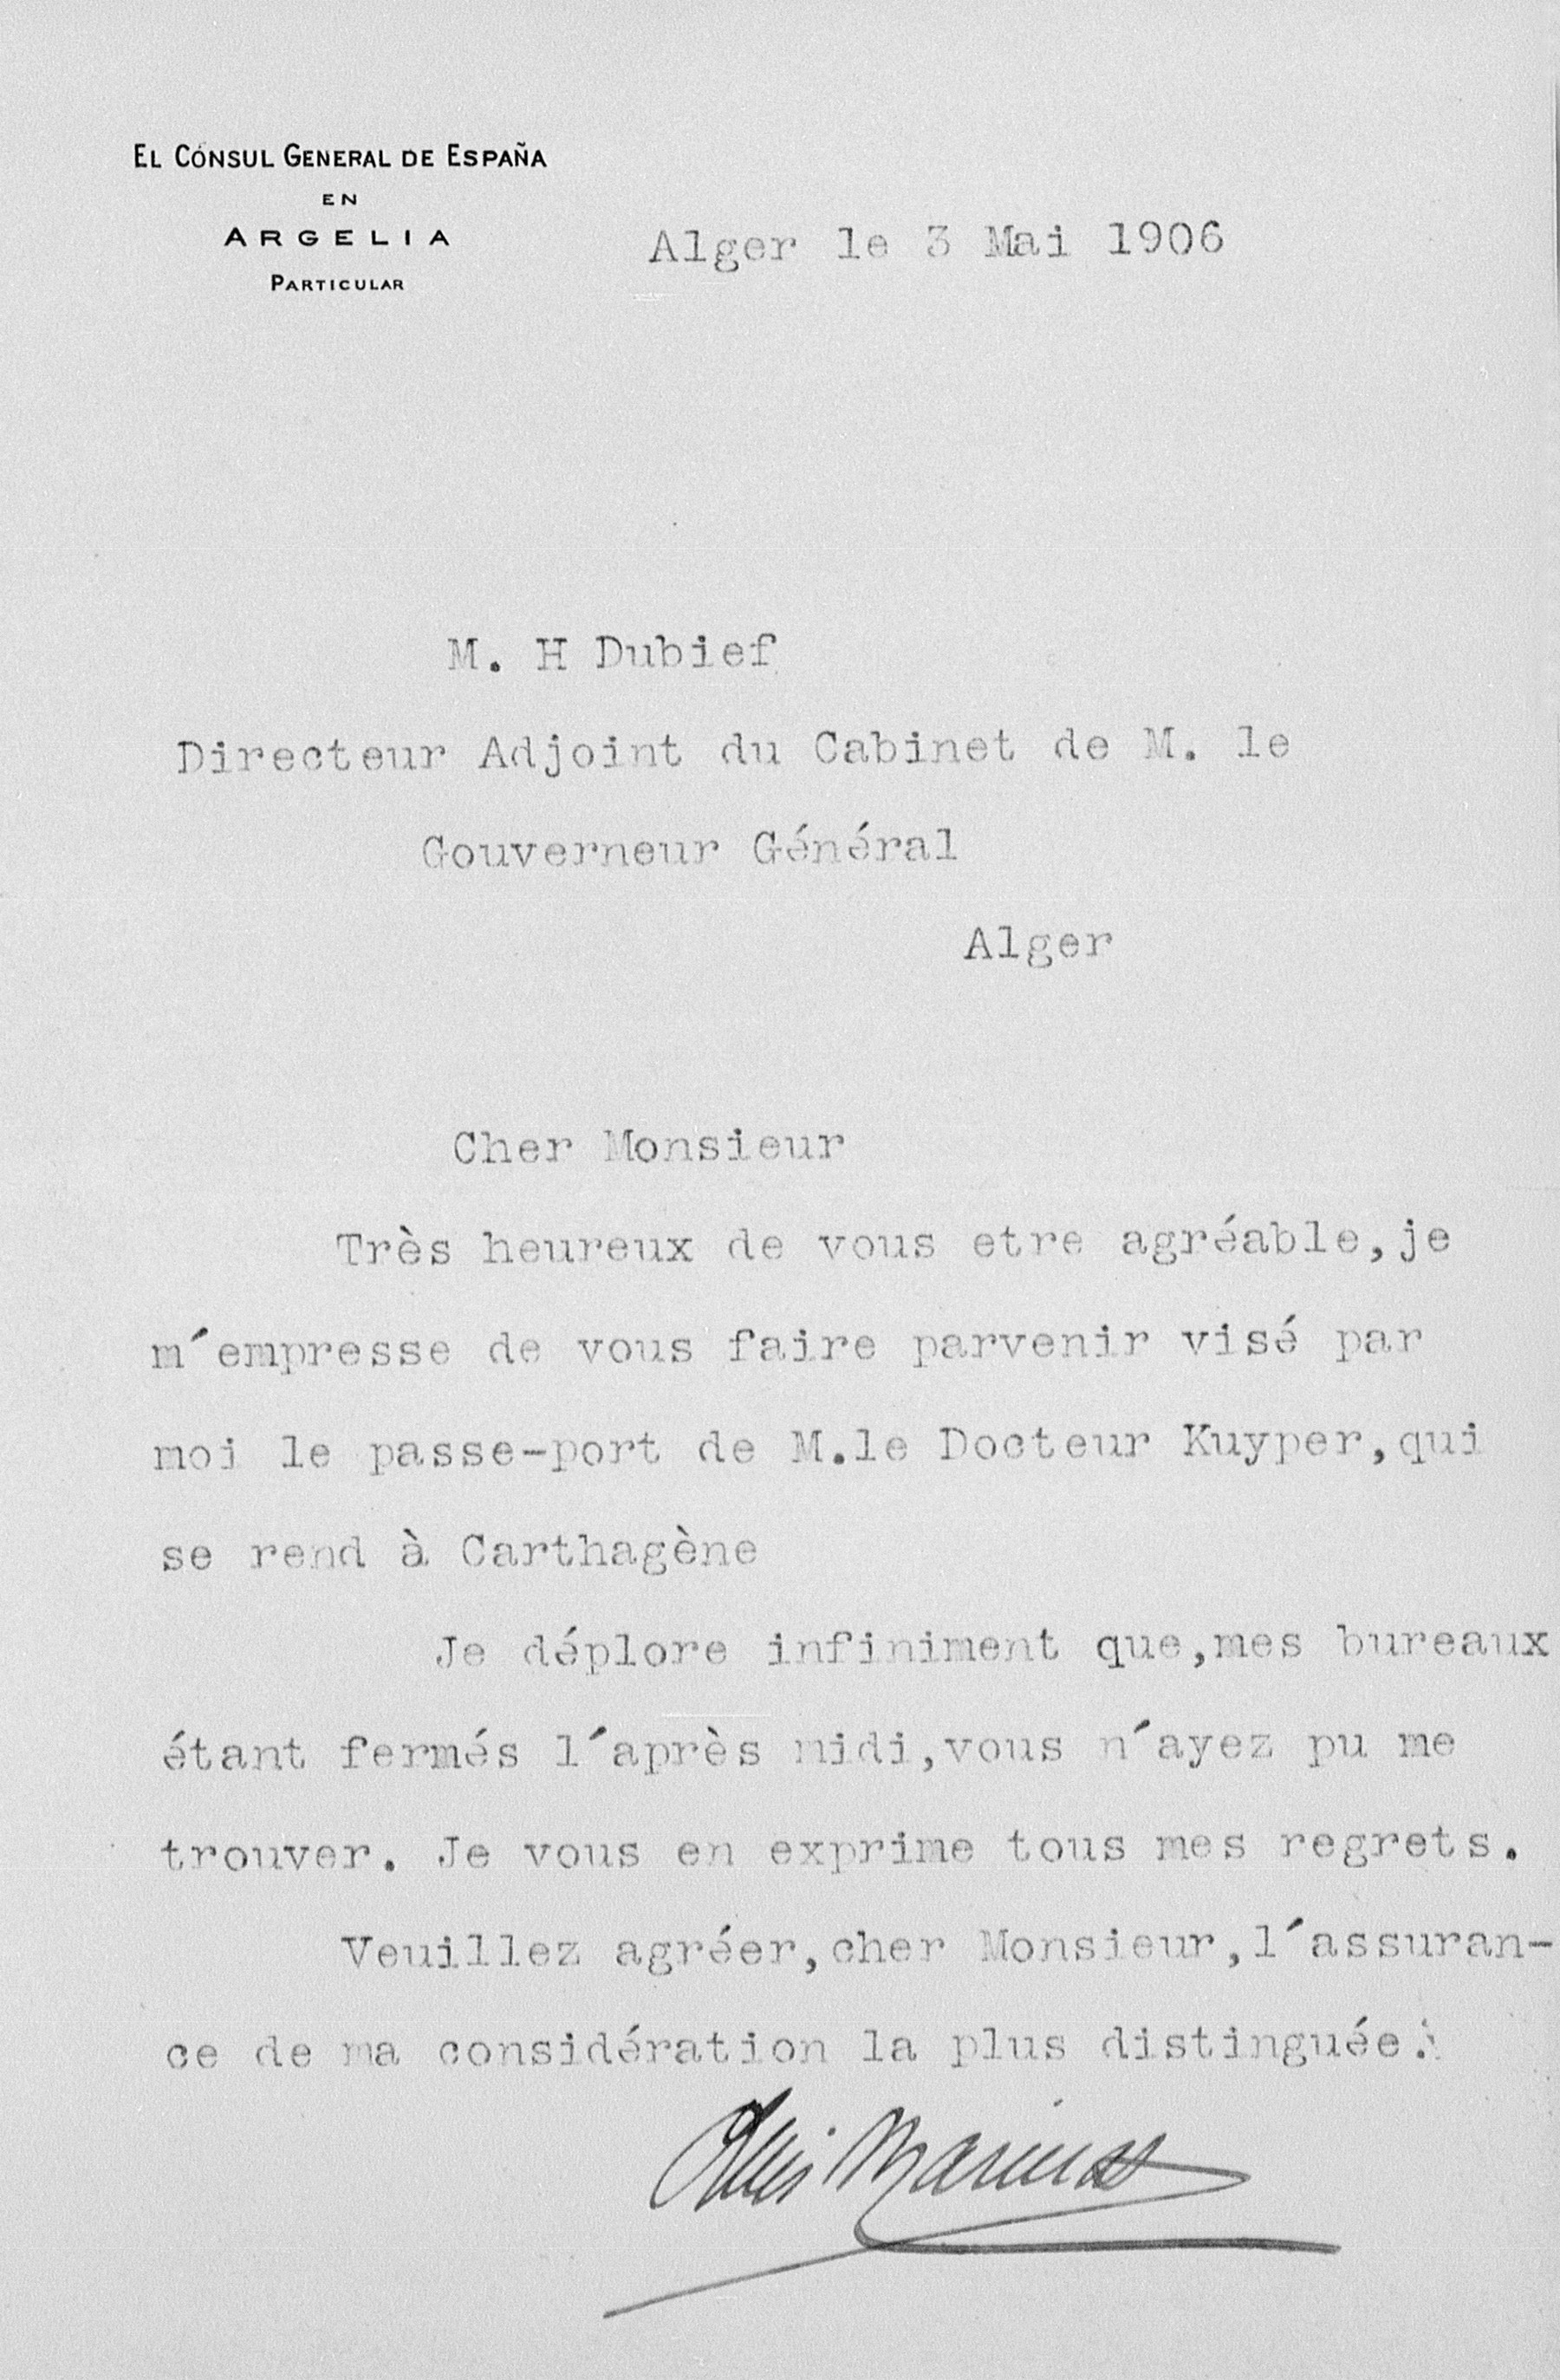 EL CÓNSUL GENERAL DE ESPAÑA
EN
ARGELIA
PARTICULAR
Alger le 3 Mai 1906
M. H Dubief
Directeur Adjoint du Cabinet de M. le
Gouverneur Général
Alger
Cher Monsieur
Très heureux de vous etre agréable,je
m´empresse de vous faire parvenir visé par
moi le passe-port de M.le Docteur Kuyper,qui
se rend à Carthagène
Je déplore infiniment que,mes bureaux
étant fermés l´après midi,vous n´ayez pu me
trouver. Je vous en exprime tous mes regrets.
Veuillez agréer,cher Monsieur,l´assuran-
ce de ma considération la plus distinguée.